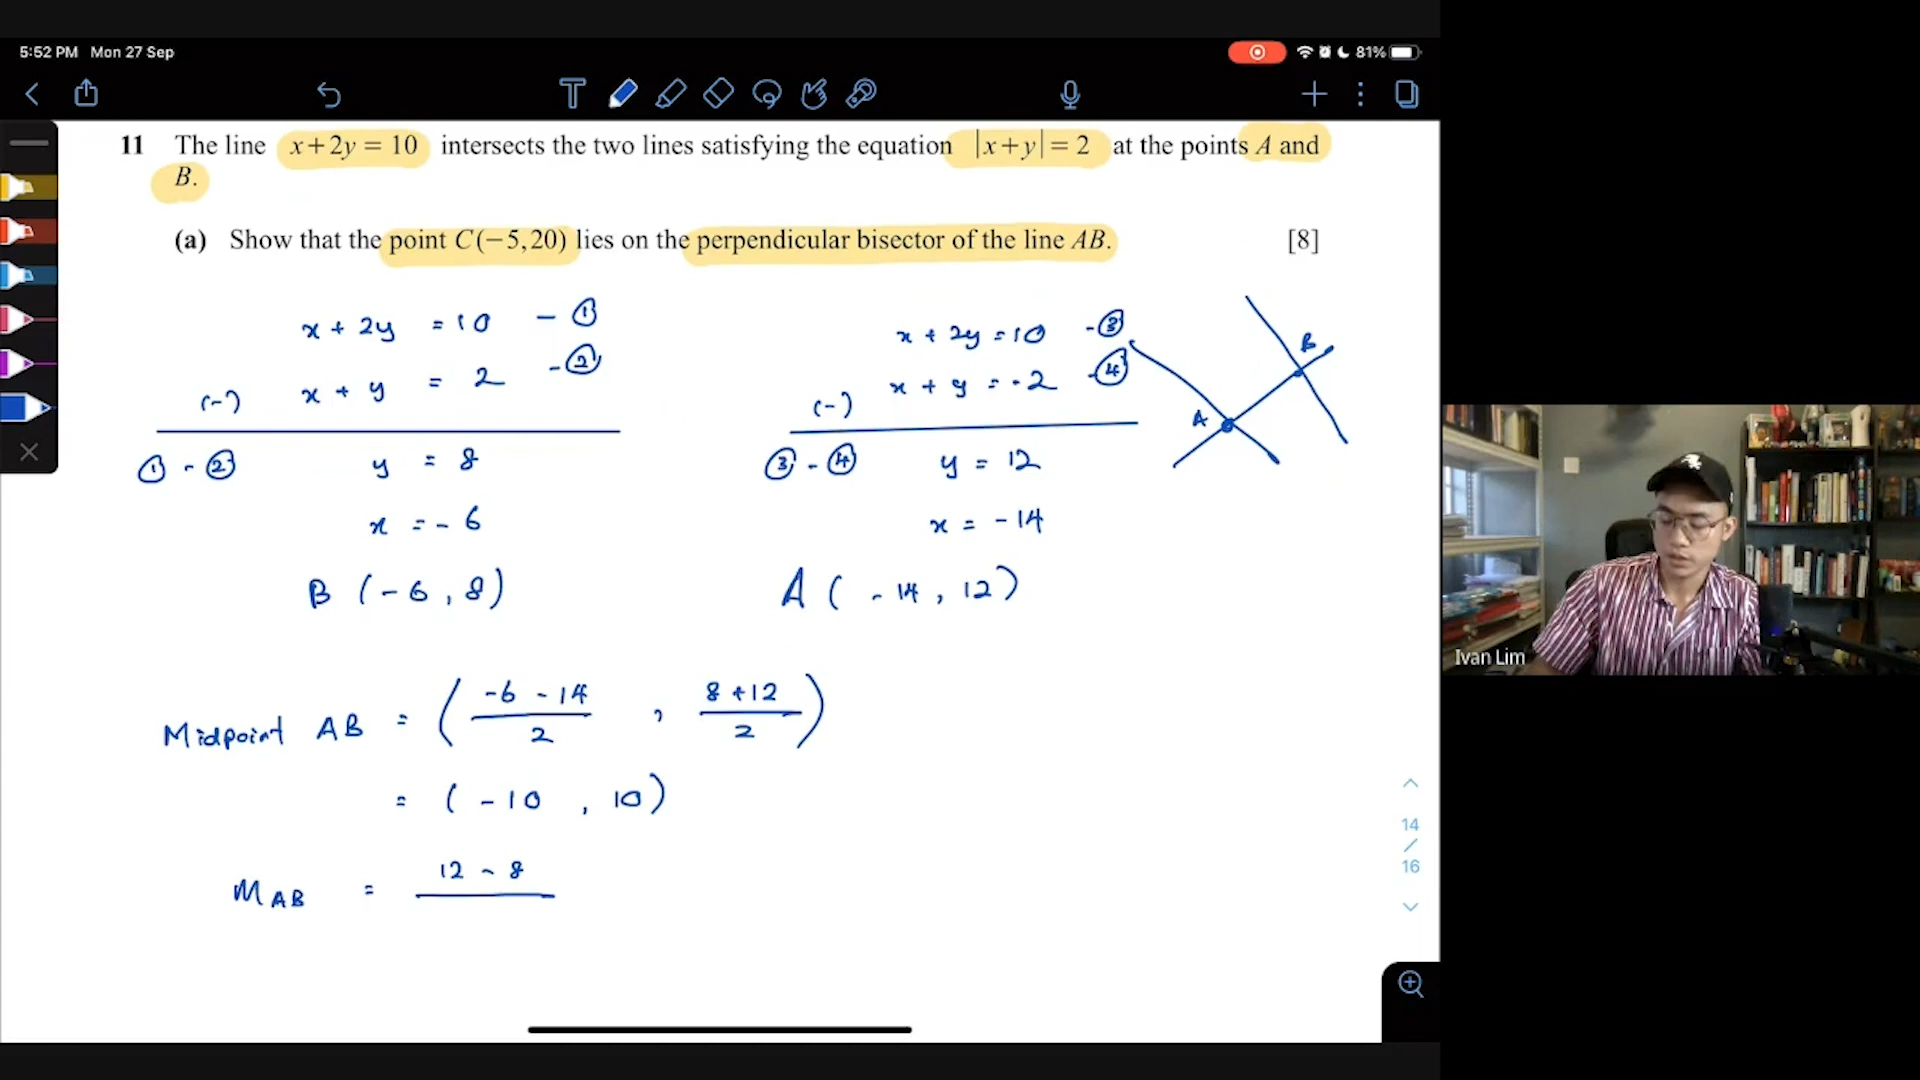 5:52 PM Mon 27 Sep
81%
11 The line x+2y = 10 intersects the two lines satisfying the equation |x+y| = 2 at the points A and
B.
(a) Show that the point C(−5,20) lies on the perpendicular bisector of the line AB. [8]
x + 2y = 10 - ①
x + y = 2 - ②
(-)
① - ② y = 8
x = - 6
B (-6, 8)
x + 2y = 10 - ③
x + y = -2 - ④
(-)
③ - ④ y = 12
x = -14
A (-14, 12)
A
B
Midpoint AB = ( -6 - 14 / 2 , 8 + 12 / 2 )
= ( -10 , 10 )
M AB = 12 - 8
14
/
16
Ivan Lim